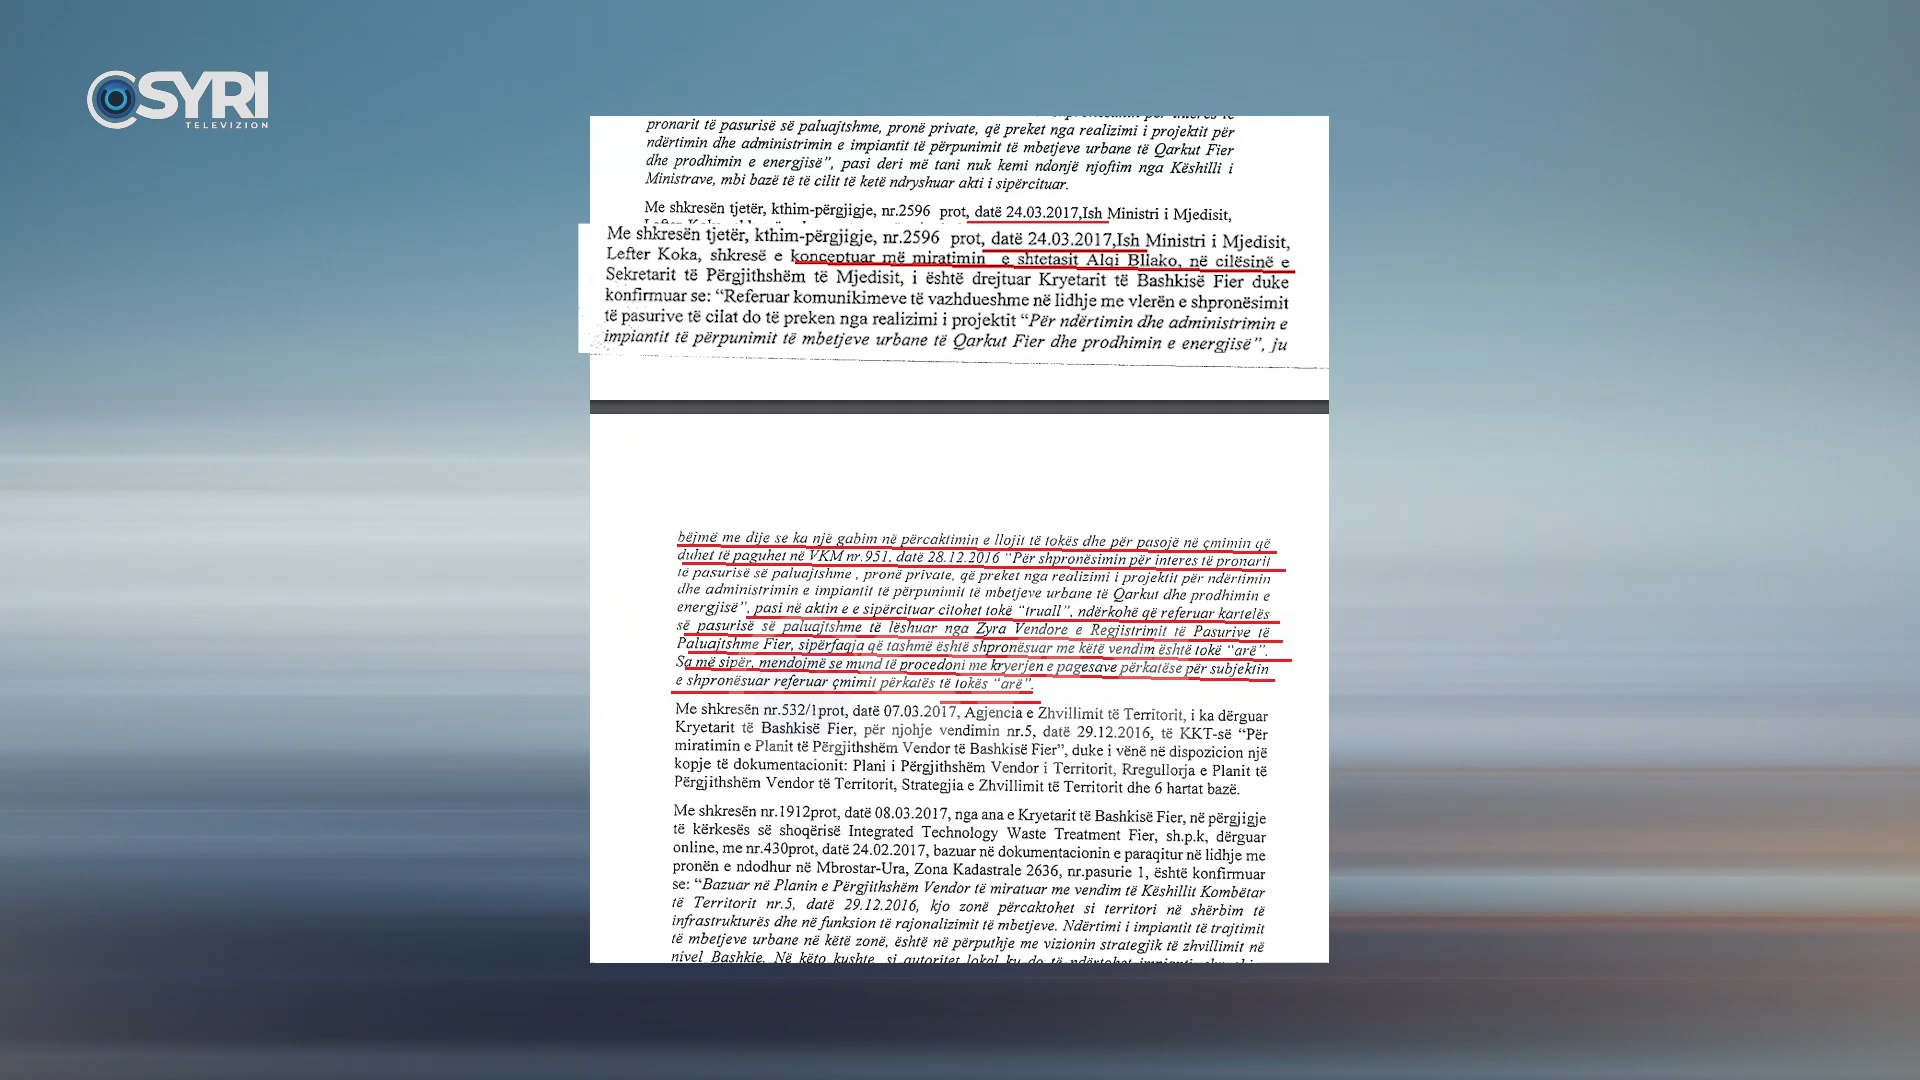 SYRI
TELEVIZION
pronarit të pasurisë së paluajtshme, pronë private, që preket nga realizimi i projektit për
ndërtimin dhe administrimin e impiantit të përpunimit të mbetjeve urbane të Qarkut Fier
dhe prodhimin e energjisë”, pasi deri më tani nuk kemi ndonjë njoftim nga Këshilli i
Ministrave, mbi bazë të të cilit të ketë ndryshuar akti i sipërcituar.
Me shkresën tjetër, kthim-përgjigje, nr.2596 prot, datë 24.03.2017,Ish Ministri i Mjedisit,
Me shkresën tjetër, kthim-përgjigje, nr.2596 prot, datë 24.03.2017,Ish Ministri i Mjedisit,
Lefter Koka, shkresë e konceptuar më miratimin e shtetasit Alqi Bllako, në cilësinë e
Sekretarit të Përgjithshëm të Mjedisit, i është drejtuar Kryetarit të Bashkisë Fier duke
konfirmuar se: “Referuar komunikimeve të vazhdueshme në lidhje me vlerën e shpronësimit
të pasurive të cilat do të preken nga realizimi i projektit “Për ndërtimin dhe administrimin e
impiantit të përpunimit të mbetjeve urbane të Qarkut Fier dhe prodhimin e energjisë”, ju
bëjmë me dije se ka një gabim në përcaktimin e llojit të tokës dhe për pasojë në çmimin që
duhet të paguhet në VKM nr.951, datë 28.12.2016 “Për shpronësimin për interes të pronarit
të pasurisë së paluajtshme , pronë private, që preket nga realizimi i projektit për ndërtimin
dhe administrimin e impiantit të përpunimit të mbetjeve urbane të Qarkut dhe prodhimin e
energjisë”, pasi në aktin e e sipërcituar citohet tokë “truall”, ndërkohë që referuar kartelës
së pasurisë së paluajtshme të lëshuar nga Zyra Vendore e Regjistrimit të Pasurive të
Paluajtshme Fier, sipërfaqja që tashmë është shpronësuar me këtë vendim është tokë “arë”.
Sa më sipër, mendojmë se mund të procedoni me kryerjen e pagesave përkatëse për subjektin
e shpronësuar referuar çmimit përkatës të tokës “arë”.
Me shkresën nr.532/1prot, datë 07.03.2017, Agjencia e Zhvillimit të Territorit, i ka dërguar
Kryetarit të Bashkisë Fier, për njohje vendimin nr.5, datë 29.12.2016, të KKT-së “Për
miratimin e Planit të Përgjithshëm Vendor të Bashkisë Fier”, duke i vënë në dispozicion një
kopje të dokumentacionit: Plani i Përgjithshëm Vendor i Territorit, Rregullorja e Planit të
Përgjithshëm Vendor të Territorit, Strategjia e Zhvillimit të Territorit dhe 6 hartat bazë.
Me shkresën nr.1912prot, datë 08.03.2017, nga ana e Kryetarit të Bashkisë Fier, në përgjigje
të kërkesës së shoqërisë Integrated Technology Waste Treatment Fier, sh.p.k, dërguar
online, me nr.430prot, datë 24.02.2017, bazuar në dokumentacionin e paraqitur në lidhje me
pronën e ndodhur në Mbrostar-Ura, Zona Kadastrale 2636, nr.pasurie 1, është konfirmuar
se: “Bazuar në Planin e Përgjithshëm Vendor të miratuar me vendim të Këshillit Kombëtar
të Territorit nr.5, datë 29.12.2016, kjo zonë përcaktohet si territori në shërbim të
infrastrukturës dhe në funksion të rajonalizimit të mbetjeve. Ndërtimi i impiantit të trajtimit
të mbetjeve urbane në këtë zonë, është në përputhje me vizionin strategjik të zhvillimit në
nivel Bashkie. Në këto kushte, si autoritet lokal ku do të ndërtohet impianti